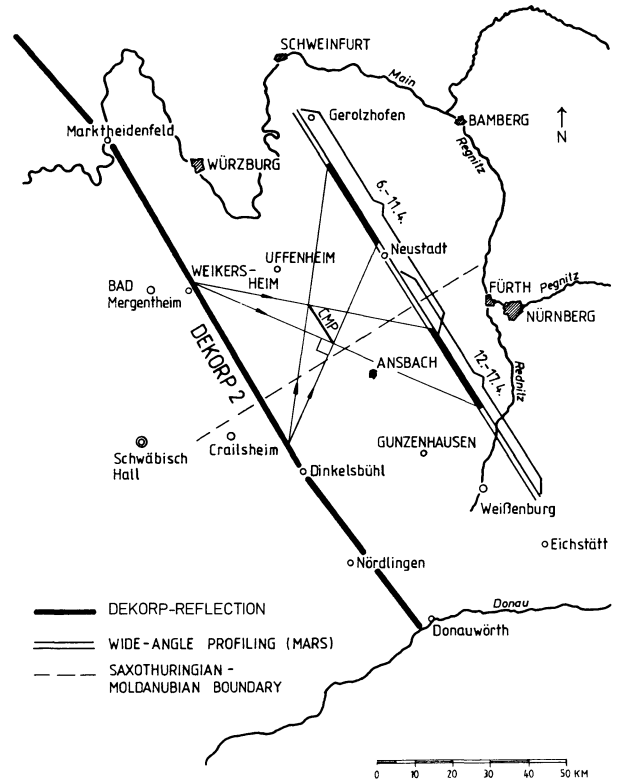 SCHWEINFURT
Main
Gerolzhofen
BAMBERG
N
Marktheidenfeld
WÜRZBURG
Regnitz
6.-11.4.
Neustadt
UFFENHEIM
WEIKERS-
HEIM
BAD
Mergentheim
FÜRTH
Pegnitz
NÜRNBERG
CMP
DEKORP 2
ANSBACH
12.-17.4.
Rednitz
Schwäbisch
Hall
Crailsheim
GUNZENHAUSEN
Dinkelsbühl
Weißenburg
Eichstätt
Nördlingen
DEKORP-REFLECTION
Donau
Donauwörth
WIDE-ANGLE PROFILING (MARS)
SAXOTHURINGIAN-
MOLDANUBIAN BOUNDARY
0 10 20 30 40 50 KM